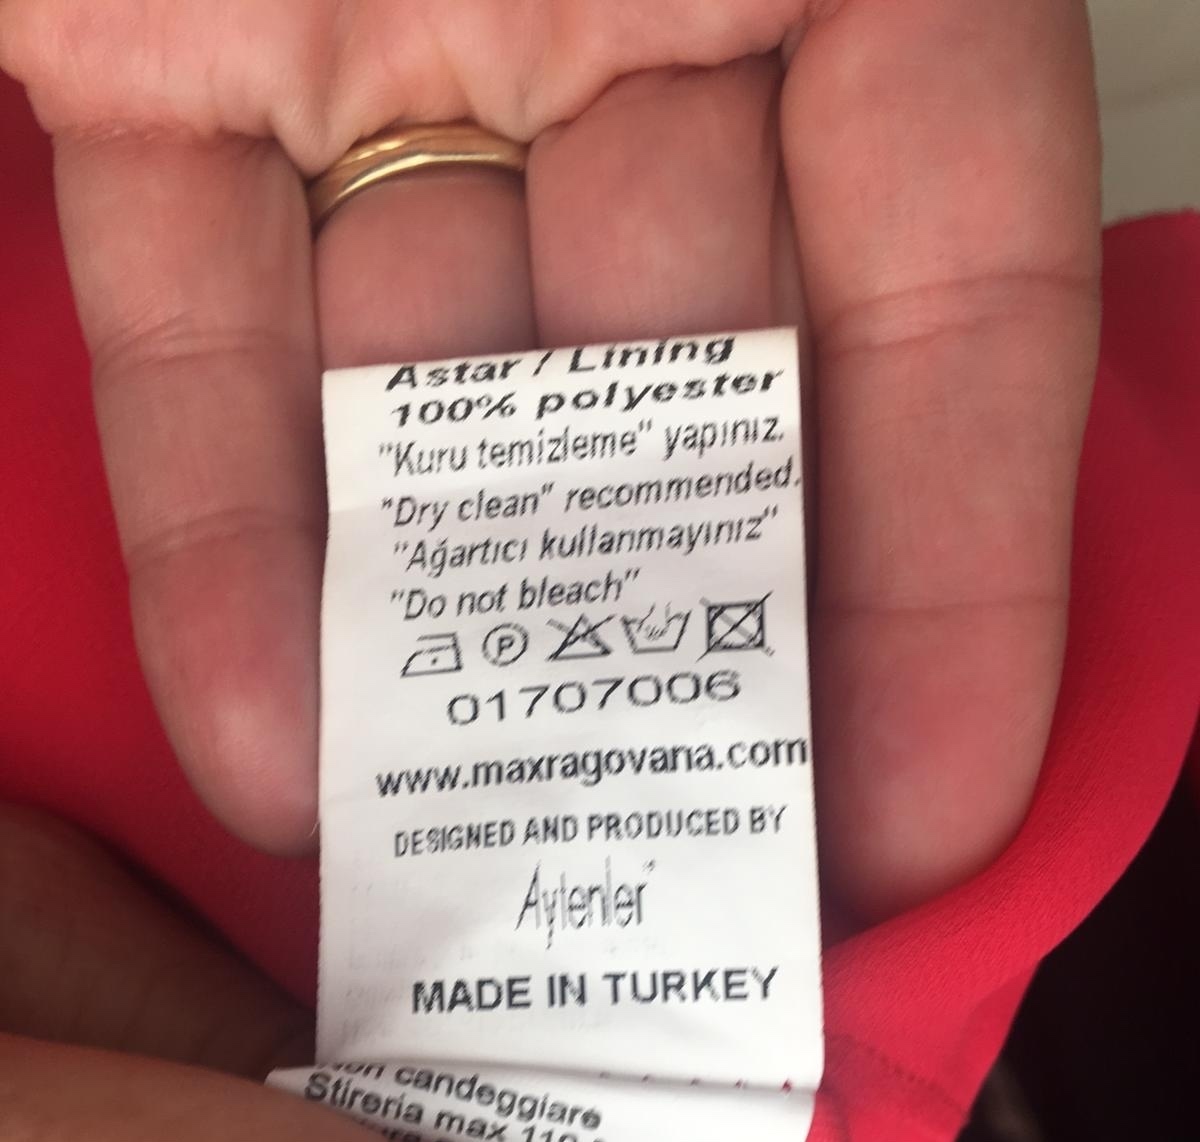 Astar / Lining
100% polyester
"Kuru temizleme" yapınız.
"Dry clean" recommended.
"Ağartıcı kullanmayınız"
"Do not bleach"
P
01707006
www.maxragovana.com
DESIGNED AND PRODUCED BY
Aytenler
MADE IN TURKEY
candeggiare
Stireria max